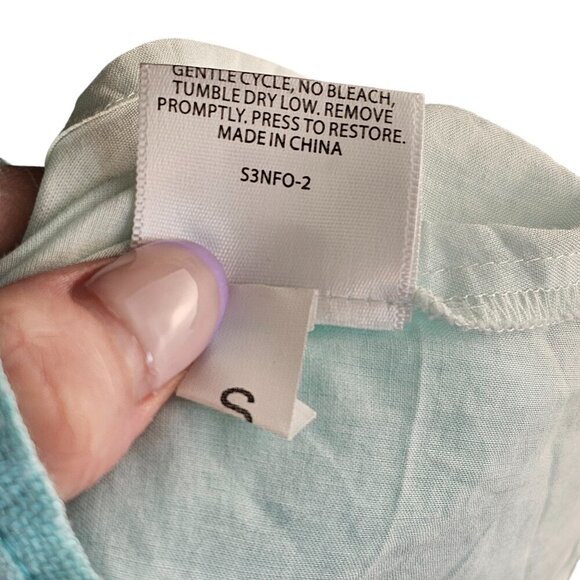 GENTLE CYCLE, NO BLEACH,
TUMBLE DRY LOW. REMOVE
PROMPTLY. PRESS TO RESTORE.
MADE IN CHINA
S3NFO-2
S